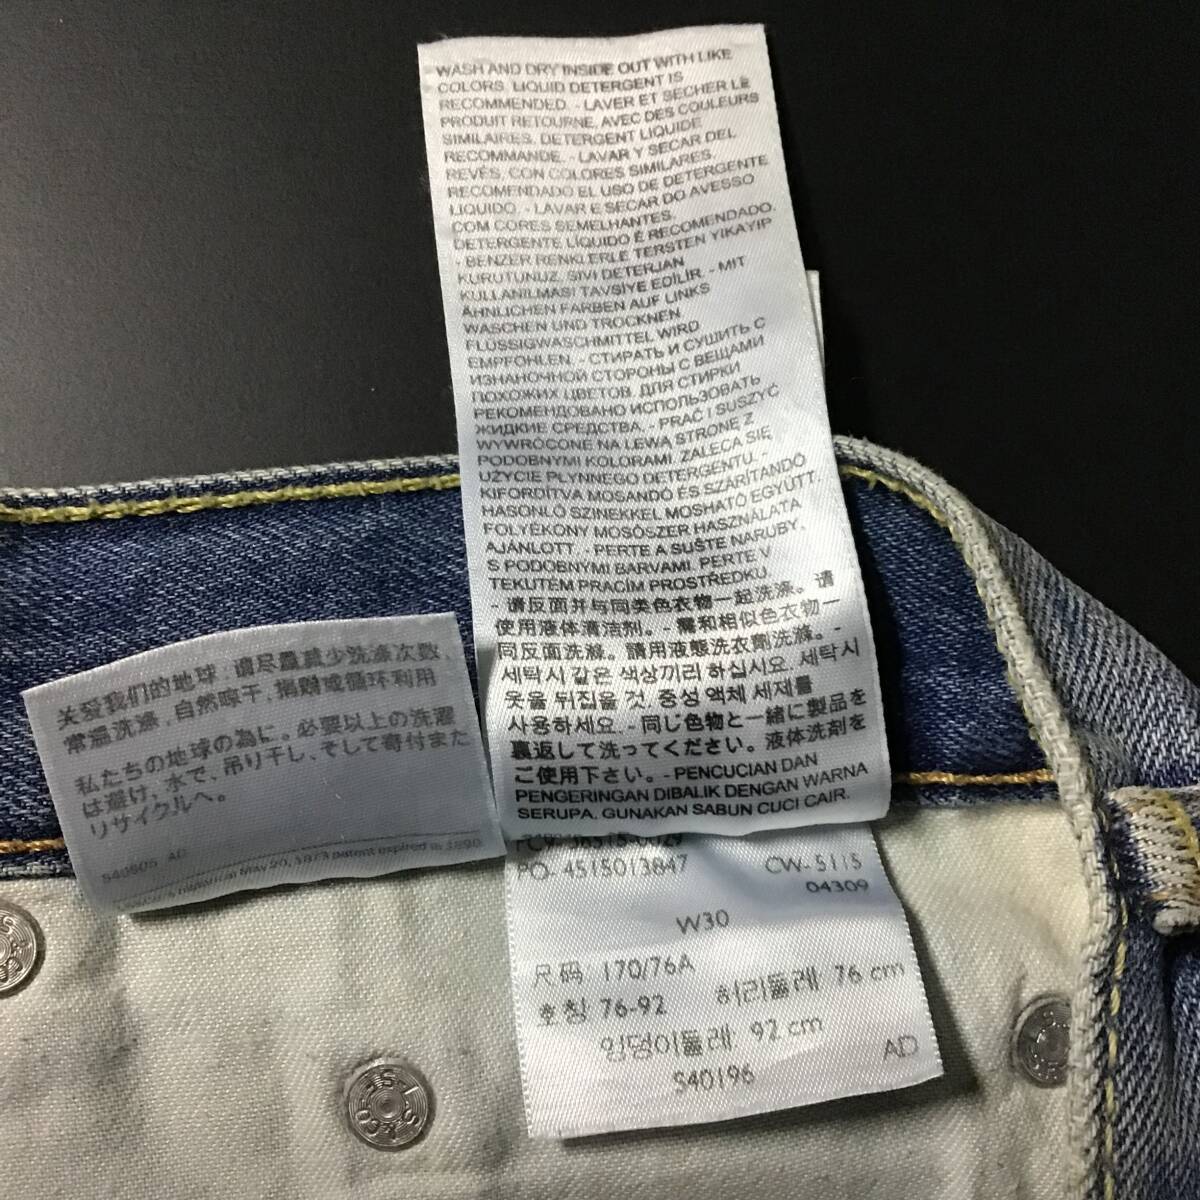 WASH AND DRY INSIDE OUT WITH LIKE
COLORS. LIQUID DETERGENT IS
RECOMMENDED. - LAVER ET SÉCHER LE
PRODUIT RETOURNE, AVEC DES COULEURS
SIMILAIRES. DETERGENT LIQUIDE
RECOMMANDE. - LAVAR Y SECAR DEL
REVÉS, CON COLORES SIMILARES.
RECOMENDADO EL USO DE DETERGENTE
LIQUIDO. - LAVAR E SECAR DO AVESSO
COM CORES SEMELHANTES.
DETERGENTE LÍQUIDO É RECOMENDADO.
- BENZER RENKLERLE TERSTEN YIKAYIP
KURUTUNUZ. SIVI DETERJAN
KULLANILMASI TAVSİYE EDİLİR. - MIT
ÄHNLICHEN FARBEN AUF LINKS
WASCHEN UND TROCKNEN.
FLÜSSIGWASCHMITTEL WIRD
EMPFOHLEN. - СТИРАТЬ И СУШИТЬ С
ИЗНАНОЧНОЙ СТОРОНЫ С ВЕЩАМИ
ПОХОЖИХ ЦВЕТОВ. ДЛЯ СТИРКИ
РЕКОМЕНДОВАНО ИСПОЛЬЗОВАТЬ
ЖИДКИЕ СРЕДСТВА. - PRAĆ I SUSZYĆ
WYWRÓCONE NA LEWĄ STRONĘ Z
PODOBNYMI KOLORAMI. ZALECA SIĘ
UŻYCIE PŁYNNEGO DETERGENTU. -
KIFORDÍTVA MOSANDÓ ÉS SZÁRÍTANDÓ
HASONLÓ SZINEKKEL MOSHATÓ EGYÜTT.
FOLYÉKONY MOSÓSZER HASZNÁLATA
AJANLOTT. - PERTE A SUŠTE NARUBY,
S PODOBNÝMI BARVAMI. PERTE V
TEKUTÉM PRACÍM PROSTŘEDKU.
- 请反面并与同类色衣物一起洗涤。请
使用液体清洁剂。- 需和相似色衣物一
同反面洗滌。請用液態洗衣劑洗滌。-
세탁시 같은 색상끼리 하십시요. 세탁시
옷을 뒤집을 것. 중성 액체 세제를
사용하세요. - 同じ色物と一緒に製品を
裏返して洗ってください。液体洗剤を
ご使用下さい。- PENCUCIAN DAN
PENGERINGAN DIBALIK DENGAN WARNA
SERUPA. GUNAKAN SABUN CUCI CAIR.
关爱我们的地球：请尽量减少洗涤次数、
常温洗涤，自然晾干，捐赠或循环利用
私たちの地球の為に。必要以上の洗濯
は避け、水で、吊り干し、そして寄付また
リサイクルへ。
S40605 AD
May 20, 1873 patent expired in 1890
PO- 4515013847 CW- 5115
04309
W30
尺码 170/76A
호칭 76-92 허리둘레 76 cm
엉덩이둘레 92 cm
S40196 AD